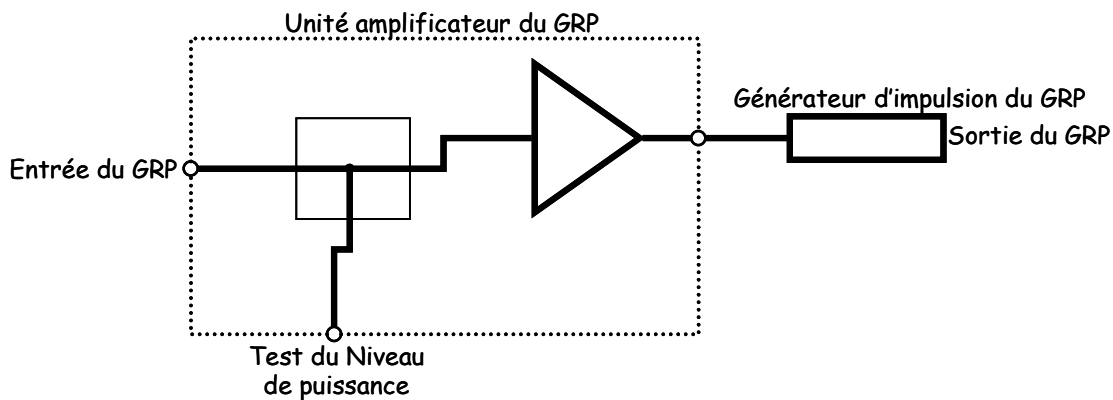 Unité amplificateur du GRP
Générateur d'impulsion du GRP
Sortie du GRP
Entrée du GRP
Test du Niveau
de puissance